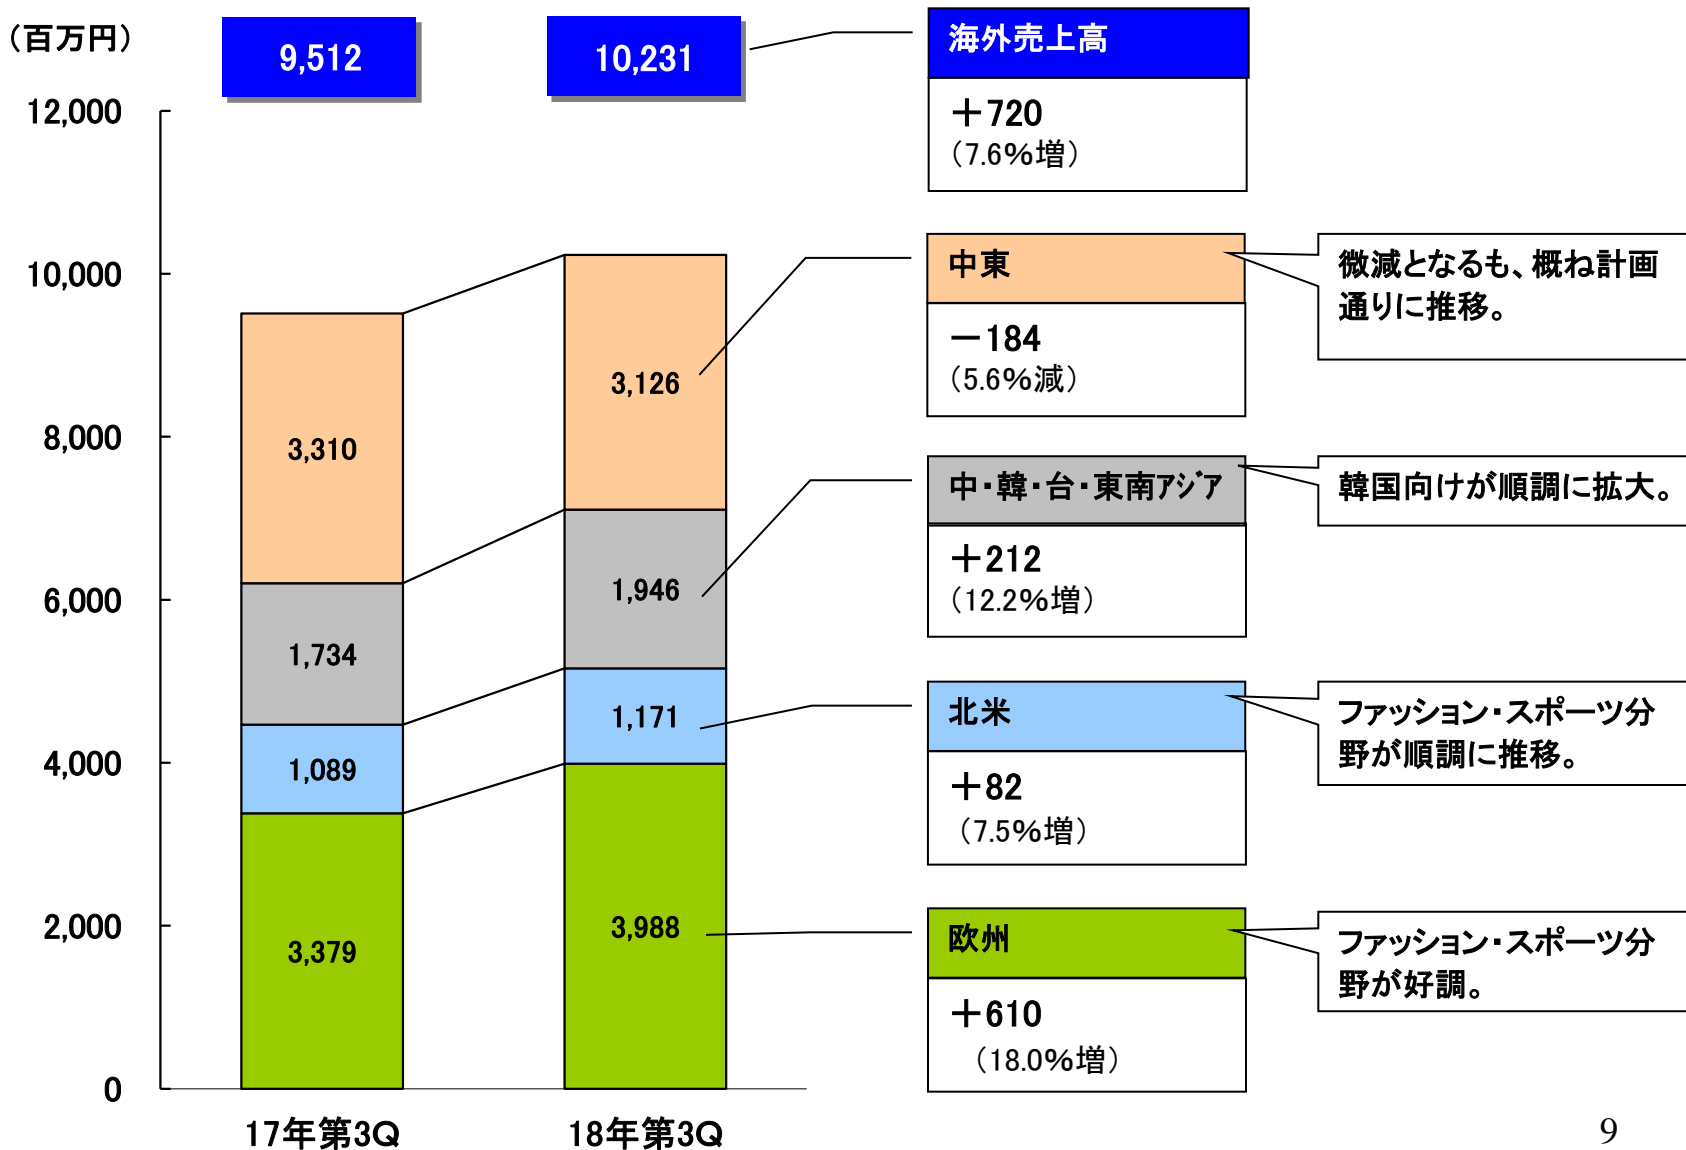 （百万円）
9,512
10,231
12,000
10,000
8,000
6,000
4,000
2,000
0
3,310
1,734
1,089
3,379
3,126
1,946
1,171
3,988
17年第3Q
18年第3Q
海外売上高
＋720
（7.6％増）
中東
－184
（5.6％減）
微減となるも、概ね計画
通りに推移。
中・韓・台・東南ｱｼﾞｱ
＋212
（12.2％増）
韓国向けが順調に拡大。
北米
＋82
（7.5％増）
ファッション・スポーツ分
野が順調に推移。
欧州
＋610
（18.0％増）
ファッション・スポーツ分
野が好調。
9